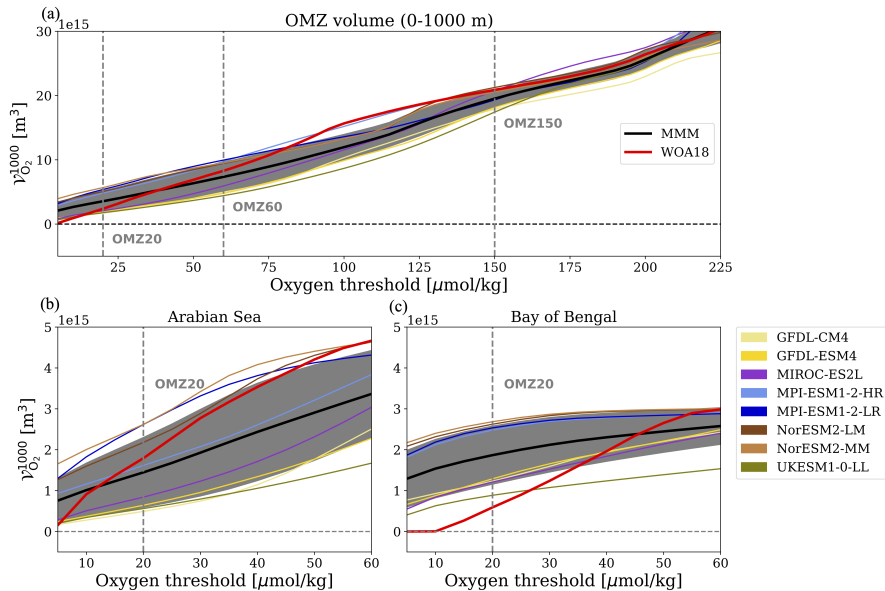 (a)
OMZ volume (0-1000 m)
1e15
30
20
10
0
𝒱 1000 O2 [m3]
OMZ20
OMZ60
OMZ150
MMM
WOA18
25 50 75 100 125 150 175 200 225
Oxygen threshold [μmol/kg]
(b)
Arabian Sea
1e15
5
4
3
2
1
0
𝒱 1000 O2 [m3]
OMZ20
10 20 30 40 50 60
Oxygen threshold [μmol/kg]
(c)
Bay of Bengal
1e15
5
4
3
2
1
0
OMZ20
10 20 30 40 50 60
Oxygen threshold [μmol/kg]
GFDL-CM4
GFDL-ESM4
MIROC-ES2L
MPI-ESM1-2-HR
MPI-ESM1-2-LR
NorESM2-LM
NorESM2-MM
UKESM1-0-LL